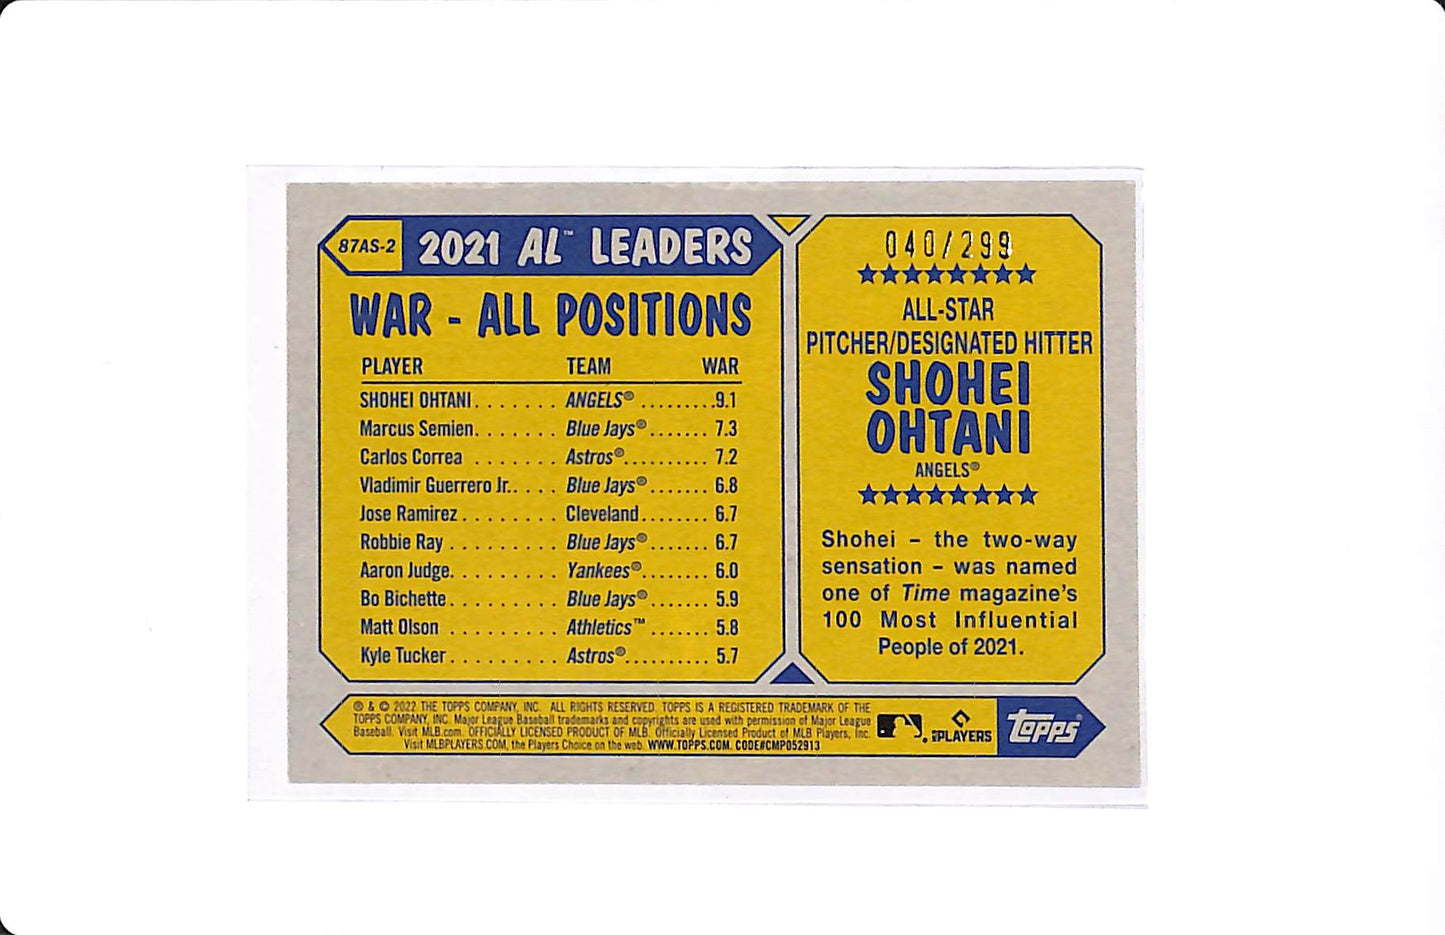 87AS-2
2021 AL™ LEADERS
WAR - ALL POSITIONS
PLAYER TEAM WAR
SHOHEI OHTANI. . . . . . . ANGELS® .........9.1
Marcus Semien. . . . . . . Blue Jays®....... 7.3
Carlos Correa . . . . . . . Astros®.......... 7.2
Vladimir Guerrero Jr.. . . . Blue Jays®....... 6.8
Jose Ramirez. . . . . . . . Cleveland........ 6.7
Robbie Ray . . . . . . . . . Blue Jays®....... 6.7
Aaron Judge. . . . . . . . . Yankees®........ 6.0
Bo Bichette. . . . . . . . . Blue Jays®....... 5.9
Matt Olson . . . . . . . . . Athletics™....... 5.8
Kyle Tucker. . . . . . . . . Astros®.......... 5.7
040/299
ALL-STAR
PITCHER/DESIGNATED HITTER
SHOHEI
OHTANI
ANGELS®
Shohei – the two-way
sensation – was named
one of Time magazine's
100 Most Influential
People of 2021.
® & © 2022 THE TOPPS COMPANY, INC. ALL RIGHTS RESERVED. TOPPS IS A REGISTERED TRADEMARK OF THE
TOPPS COMPANY, INC. Major League Baseball trademarks and copyrights are used with permission of Major League
Baseball. Visit MLB.com. OFFICIALLY LICENSED PRODUCT OF MLB. Officially Licensed Product of MLB Players, Inc.
Visit MLBPLAYERS.COM, the Players Choice on the web. WWW.TOPPS.COM. CODE#CMP052913
PLAYERS
Topps